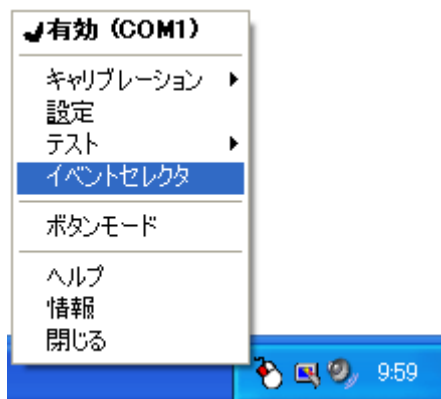 有効 (COM1)
キャリブレーション
設定
テスト
イベントセレクタ
ボタンモード
ヘルプ
情報
閉じる
9:59